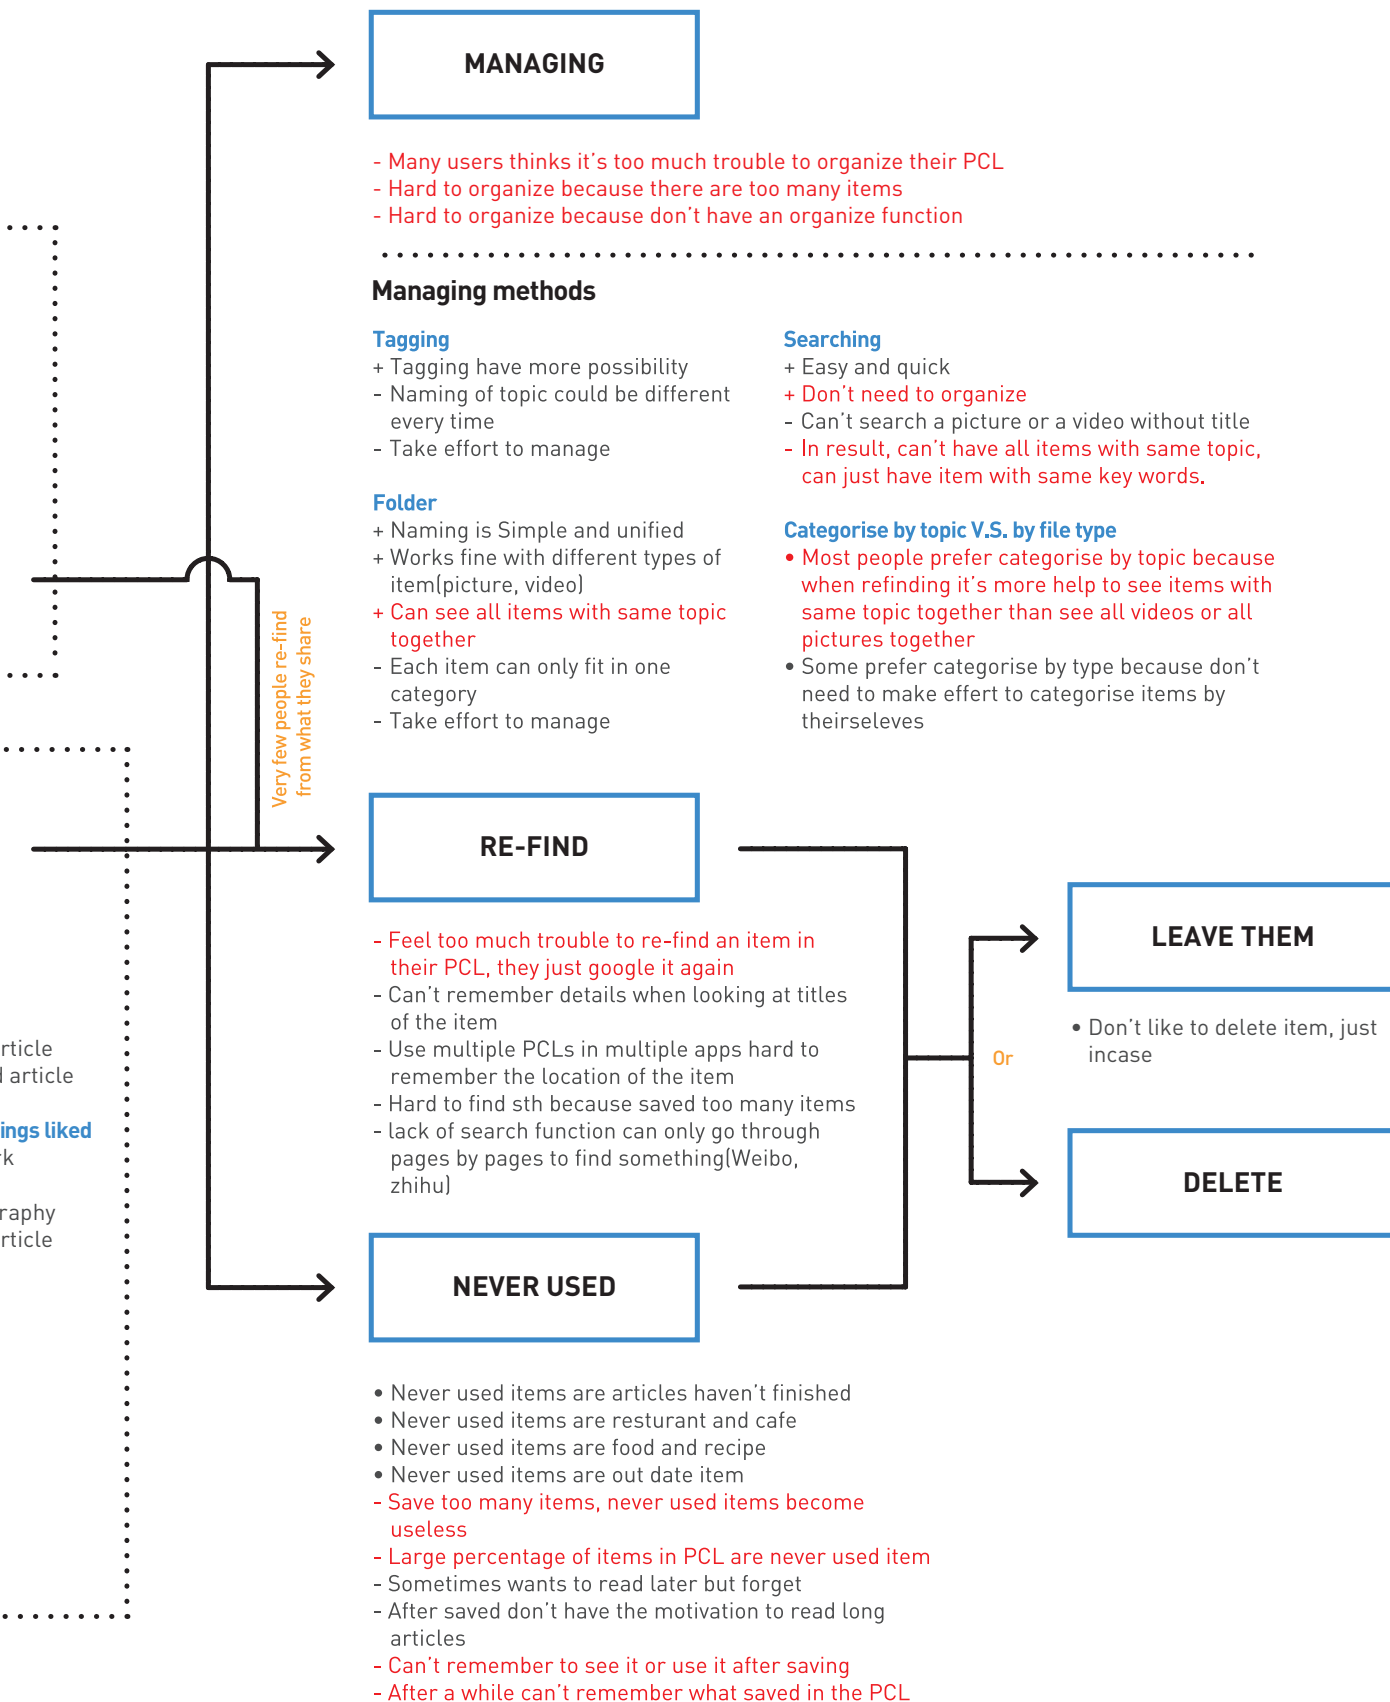 MANAGING
- Many users thinks it's too much trouble to organize their PCL
- Hard to organize because there are too many items
- Hard to organize because don't have an organize function
Managing methods
Tagging
+ Tagging have more possibility
- Naming of topic could be different
every time
- Take effort to manage
Folder
+ Naming is Simple and unified
+ Works fine with different types of
item(picture, video)
+ Can see all items with same topic
together
- Each item can only fit in one
category
- Take effort to manage
Searching
+ Easy and quick
+ Don't need to organize
- Can't search a picture or a video without title
- In result, can't have all items with same topic,
can just have item with same key words.
Categorise by topic V.S. by file type
• Most people prefer categorise by topic because
when refinding it's more help to see items with
same topic together than see all videos or all
pictures together
• Some prefer categorise by type because don't
need to make effert to categorise items by
theirseleves
Very few people re-find
from what they share
RE-FIND
- Feel too much trouble to re-find an item in
their PCL, they just google it again
- Can't remember details when looking at titles
of the item
- Use multiple PCLs in multiple apps hard to
remember the location of the item
- Hard to find sth because saved too many items
- lack of search function can only go through
pages by pages to find something(Weibo,
zhihu)
LEAVE THEM
• Don't like to delete item, just
incase
Or
DELETE
rticle
article
ings liked
rk
raphy
rticle
NEVER USED
• Never used items are articles haven't finished
• Never used items are resturant and cafe
• Never used items are food and recipe
• Never used items are out date item
- Save too many items, never used items become
useless
- Large percentage of items in PCL are never used item
- Sometimes wants to read later but forget
- After saved don't have the motivation to read long
articles
- Can't remember to see it or use it after saving
- After a while can't remember what saved in the PCL